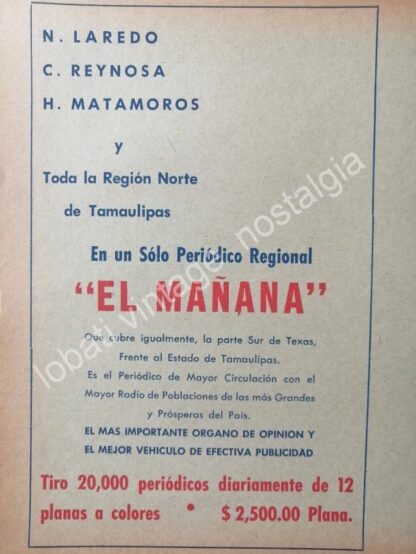 N. LAREDO
C. REYNOSA
H. MATAMOROS
y
Toda la Región Norte
de Tamaulipas
En un Sólo Periódico Regional
"EL MAÑANA"
Que cubre igualmente, la parte Sur de Texas,
Frente al Estado de Tamaulipas.
Es el Periódico de Mayor Circulación con el
Mayor Radio de Poblaciones de las más Grandes
y Prósperas del País.
EL MAS IMPORTANTE ORGANO DE OPINION Y
EL MEJOR VEHICULO DE EFECTIVA PUBLICIDAD
Tiro 20,000 periódicos diariamente de 12
planas a colores * $ 2,500.00 Plana.
lobati vintage nostalgia